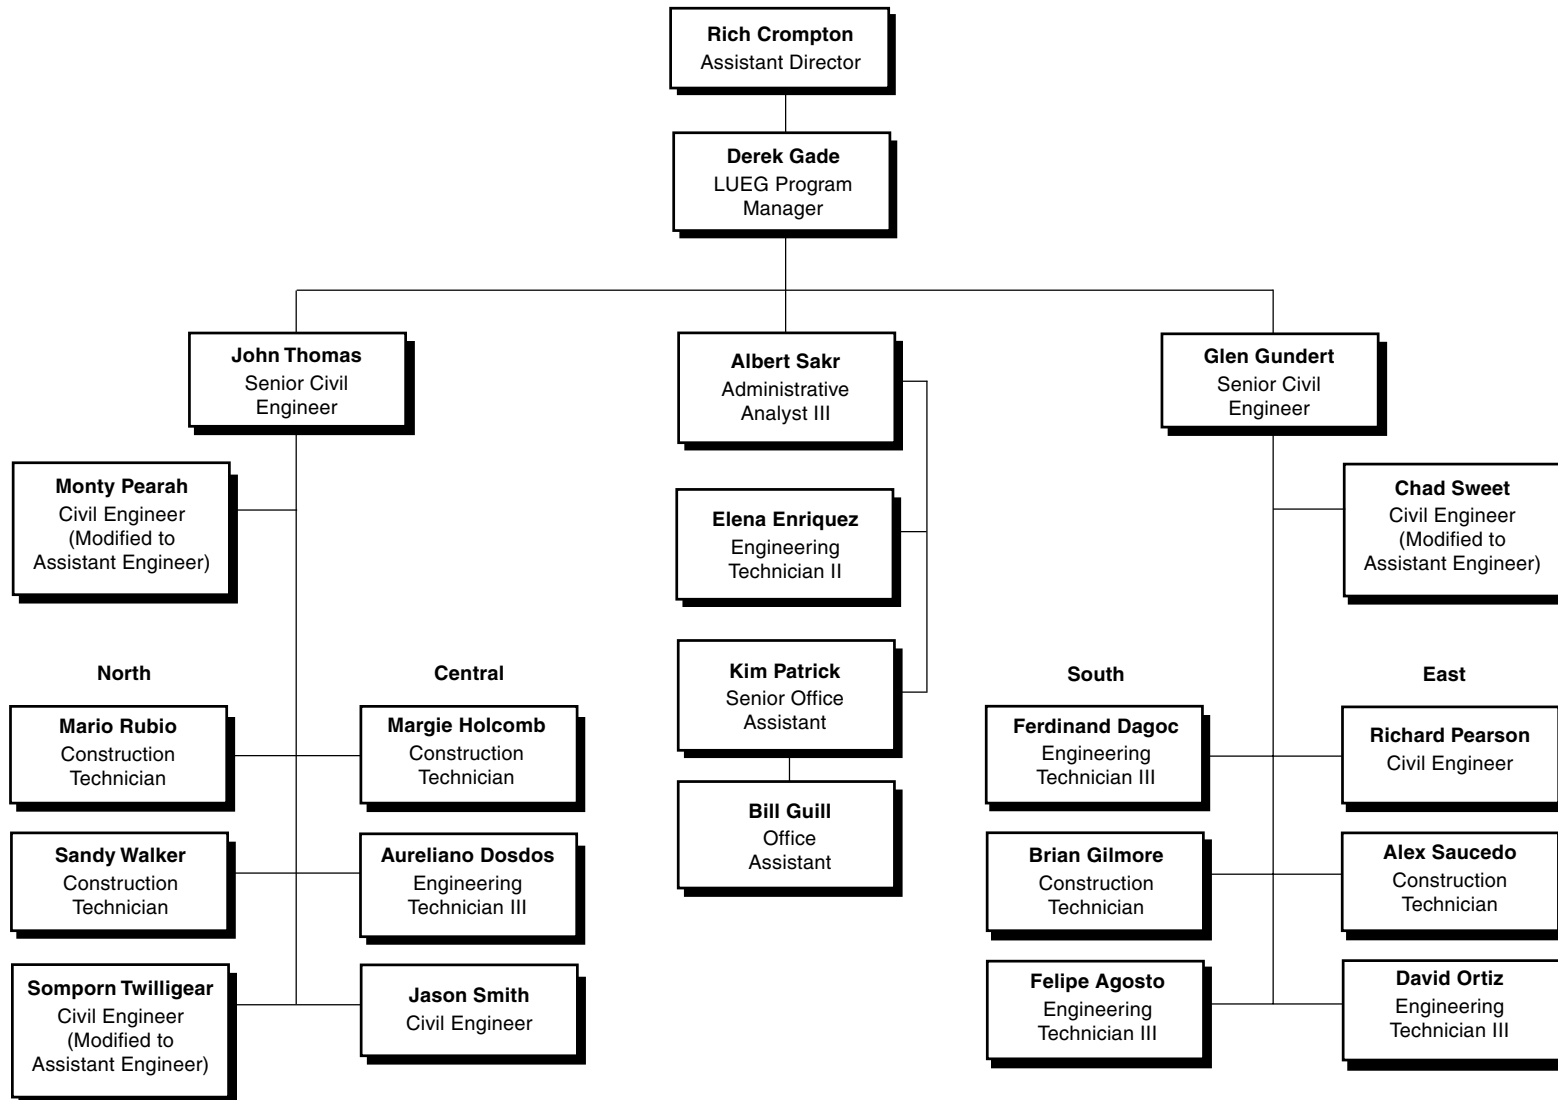 Rich Crompton
Assistant Director
Derek Gade
LUEG Program
Manager
John Thomas
Senior Civil
Engineer
Albert Sakr
Administrative
Analyst III
Glen Gundert
Senior Civil
Engineer
Monty Pearah
Civil Engineer
(Modified to
Assistant Engineer)
Elena Enriquez
Engineering
Technician II
Chad Sweet
Civil Engineer
(Modified to
Assistant Engineer)
North
Central
Kim Patrick
Senior Office
Assistant
South
East
Mario Rubio
Construction
Technician
Margie Holcomb
Construction
Technician
Ferdinand Dagoc
Engineering
Technician III
Richard Pearson
Civil Engineer
Bill Guill
Office
Assistant
Sandy Walker
Construction
Technician
Aureliano Dosdos
Engineering
Technician III
Brian Gilmore
Construction
Technician
Alex Saucedo
Construction
Technician
Somporn Twilligear
Civil Engineer
(Modified to
Assistant Engineer)
Jason Smith
Civil Engineer
Felipe Agosto
Engineering
Technician III
David Ortiz
Engineering
Technician III